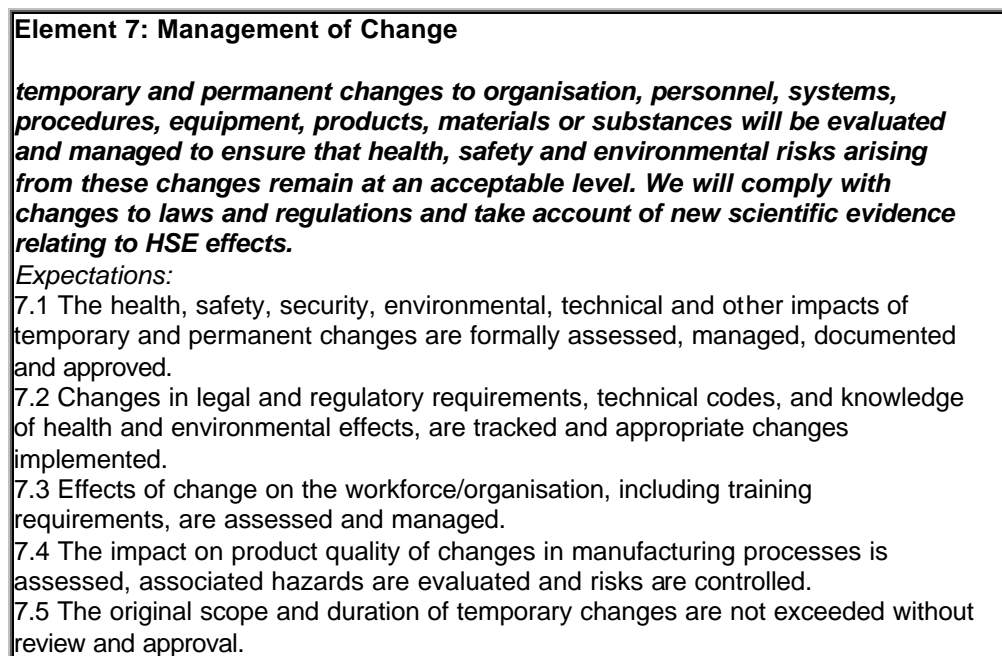 Element 7: Management of Change
temporary and permanent changes to organisation, personnel, systems,
procedures, equipment, products, materials or substances will be evaluated
and managed to ensure that health, safety and environmental risks arising
from these changes remain at an acceptable level. We will comply with
changes to laws and regulations and take account of new scientific evidence
relating to HSE effects.
Expectations:
7.1 The health, safety, security, environmental, technical and other impacts of
temporary and permanent changes are formally assessed, managed, documented
and approved.
7.2 Changes in legal and regulatory requirements, technical codes, and knowledge
of health and environmental effects, are tracked and appropriate changes
implemented.
7.3 Effects of change on the workforce/organisation, including training
requirements, are assessed and managed.
7.4 The impact on product quality of changes in manufacturing processes is
assessed, associated hazards are evaluated and risks are controlled.
7.5 The original scope and duration of temporary changes are not exceeded without
review and approval.